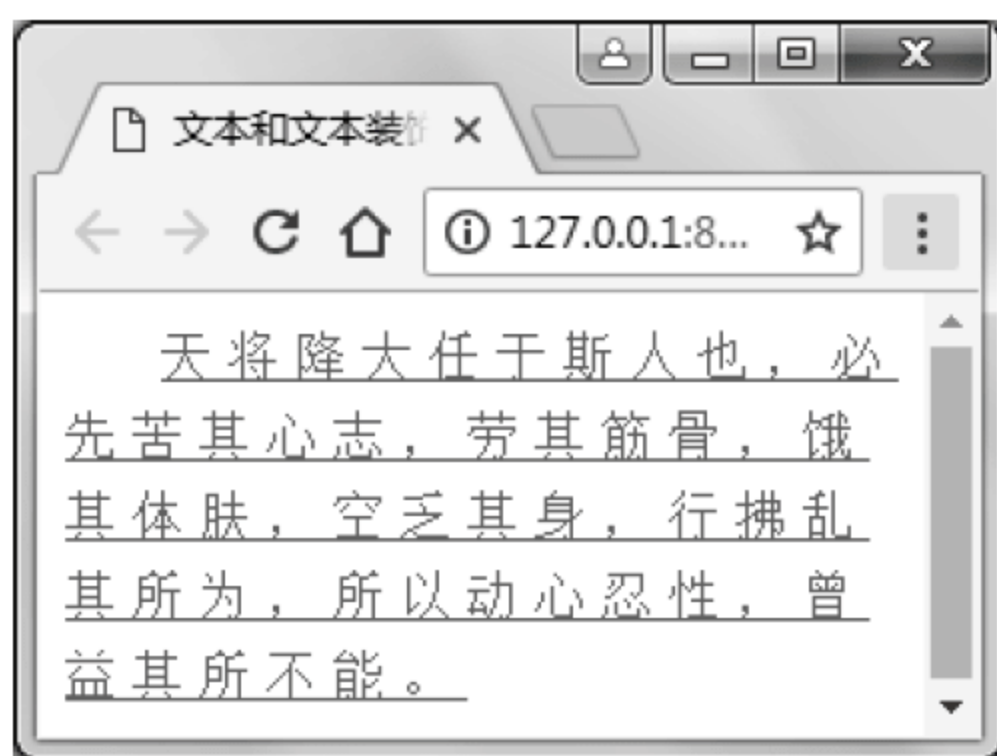 文本和文本装
127.0.0.1:8...
天将降大任于斯人也，必
先苦其心志，劳其筋骨，饿
其体肤，空乏其身，行拂乱
其所为，所以动心忍性，曾
益其所不能。